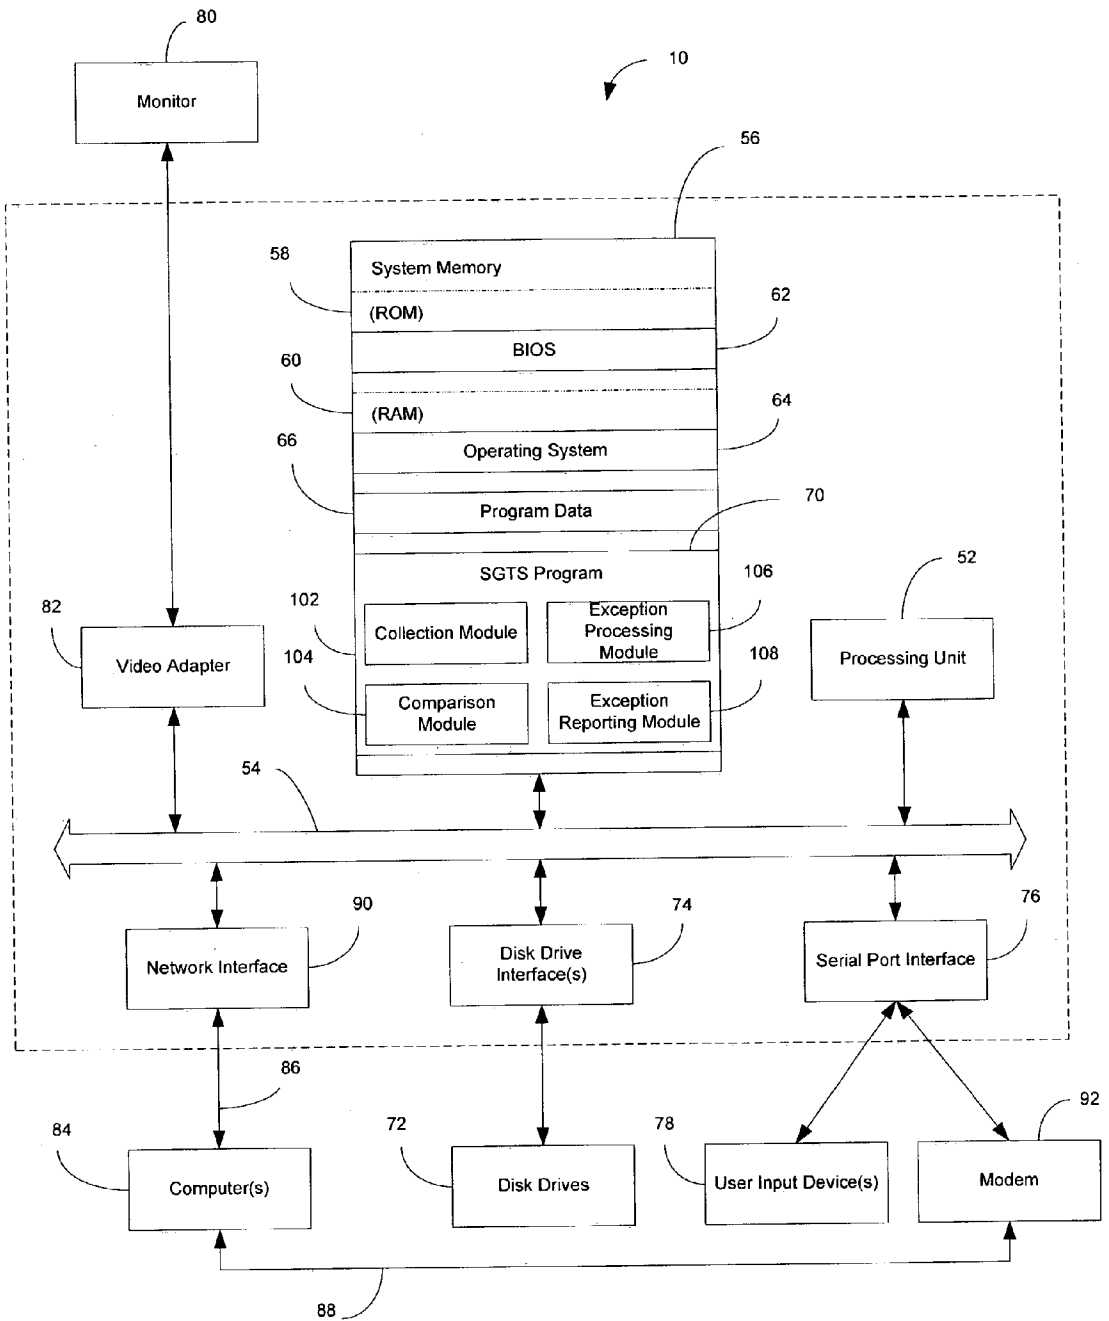 80
10
Monitor
56
58
System Memory
62
(ROM)
BIOS
60
64
(RAM)
66
Operating System
70
Program Data
52
SGTS Program
106
82
102
Collection Module
Exception
Processing
Module
Video Adapter
Processing Unit
104
108
Comparison
Module
Exception
Reporting Module
54
90
74
76
Network Interface
Disk Drive
Interface(s)
Serial Port Interface
86
84
72
78
92
Computer(s)
Disk Drives
User Input Device(s)
Modem
88